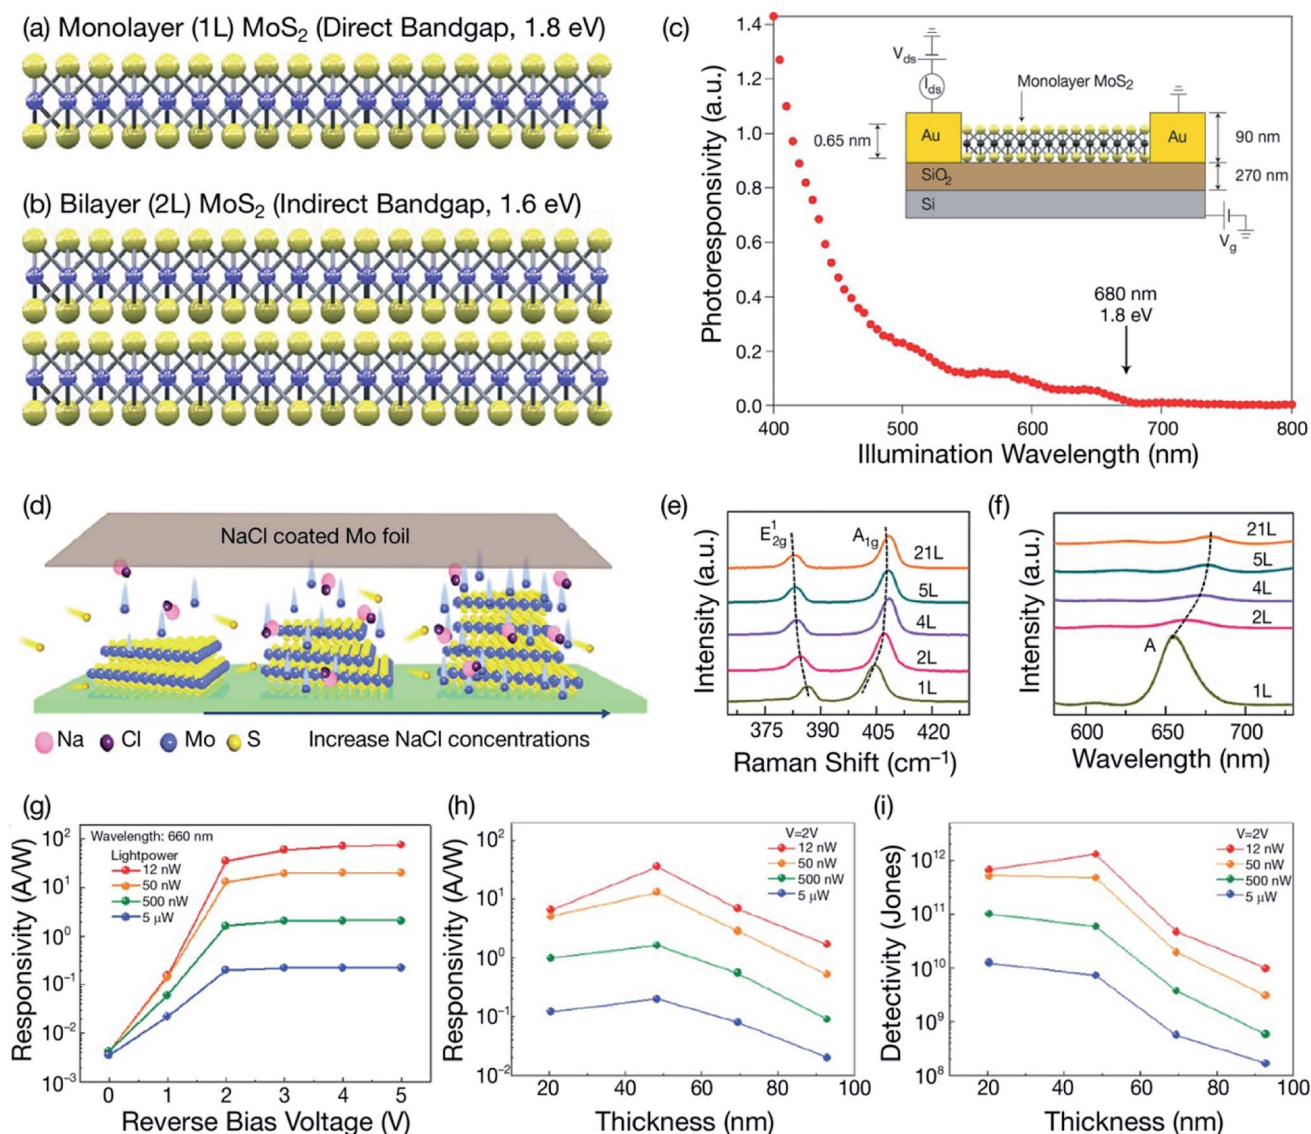 (a) Monolayer (1L) MoS₂ (Direct Bandgap, 1.8 eV)
(b) Bilayer (2L) MoS₂ (Indirect Bandgap, 1.6 eV)
(c)
Photoresponsivity (a.u.)
1.4
1.2
1.0
0.8
0.6
0.4
0.2
0.0
400
500
600
700
800
Illumination Wavelength (nm)
V_ds
I_ds
Monolayer MoS₂
0.65 nm
Au
Au
90 nm
SiO₂
270 nm
Si
V_g
680 nm
1.8 eV
(d)
NaCl coated Mo foil
Na
Cl
Mo
S
Increase NaCl concentrations
(e)
Intensity (a.u.)
E¹₂g
A₁g
21L
5L
4L
2L
1L
375
390
405
420
Raman Shift (cm⁻¹)
(f)
Intensity (a.u.)
21L
5L
4L
2L
A
1L
600
650
700
Wavelength (nm)
(g)
Responsivity (A/W)
10²
10¹
10⁰
10⁻¹
10⁻²
10⁻³
Wavelength: 660 nm
Lightpower
12 nW
50 nW
500 nW
5 μW
0
1
2
3
4
5
Reverse Bias Voltage (V)
(h)
Responsivity (A/W)
10²
10¹
10⁰
10⁻¹
10⁻²
V=2V
12 nW
50 nW
500 nW
5 μW
20
40
60
80
100
Thickness (nm)
(i)
Detectivity (Jones)
10¹²
10¹¹
10¹⁰
10⁹
10⁸
V=2V
12 nW
50 nW
500 nW
5 μW
20
40
60
80
100
Thickness (nm)